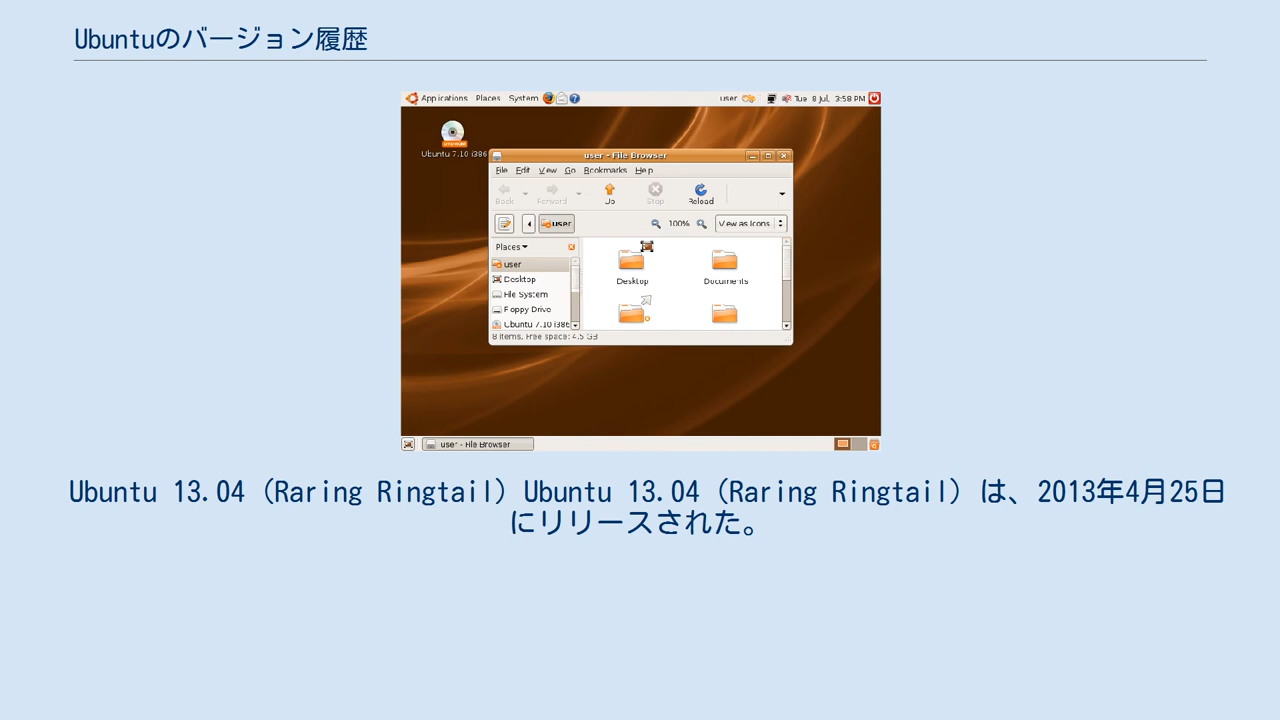 Ubuntuのバージョン履歴
Applications Places System user Tue 8 Jul, 3:58 PM
Ubuntu 7.10 i386
user - File Browser
File Edit View Go Bookmarks Help
Back Forward Up Stop Reload
user 100% View as Icons
Places
user
Desktop
File System
Floppy Drive
Ubuntu 7.10 i386
Desktop Documents
8 items, Free space: 4.5 GB
user - File Browser
Ubuntu 13.04（Raring Ringtail）Ubuntu 13.04（Raring Ringtail）は、2013年4月25日
にリリースされた。